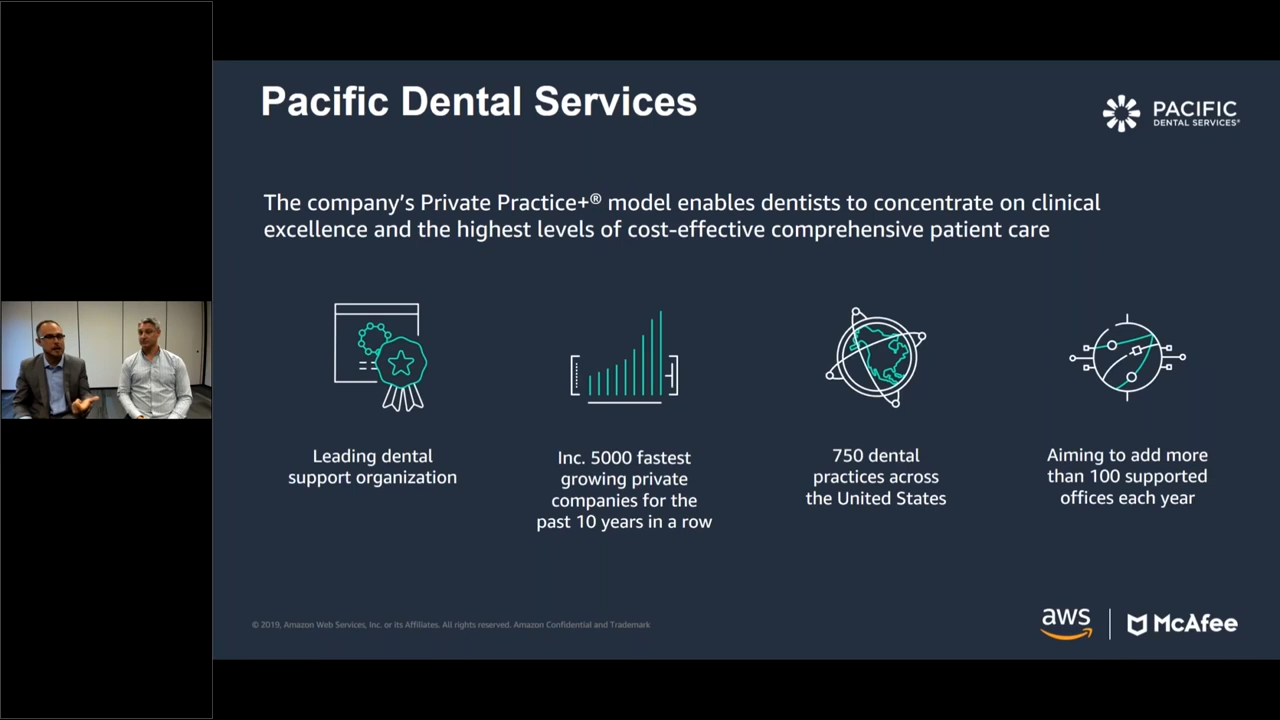 Pacific Dental Services
PACIFIC
DENTAL SERVICES®
The company's Private Practice+® model enables dentists to concentrate on clinical
excellence and the highest levels of cost-effective comprehensive patient care
Leading dental
support organization
Inc. 5000 fastest
growing private
companies for the
past 10 years in a row
750 dental
practices across
the United States
Aiming to add more
than 100 supported
offices each year
© 2019, Amazon Web Services, Inc. or its Affiliates. All rights reserved. Amazon Confidential and Trademark
aws
McAfee